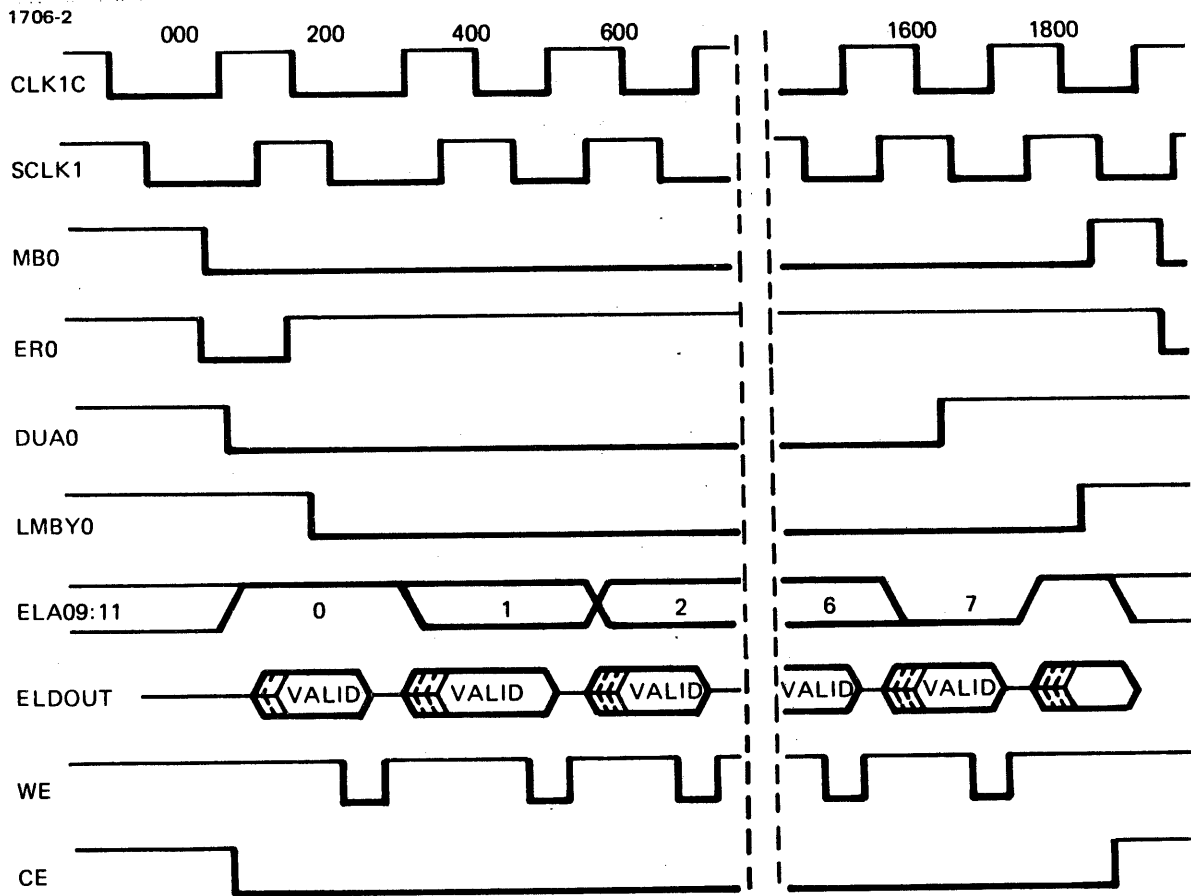 1706-2
000 200 400 600 1600 1800
CLK1C
SCLK1
MB0
ER0
DUA0
LMBY0
ELA09:11 0 1 2 6 7
ELDOUT VALID VALID VALID VALID VALID
WE
CE